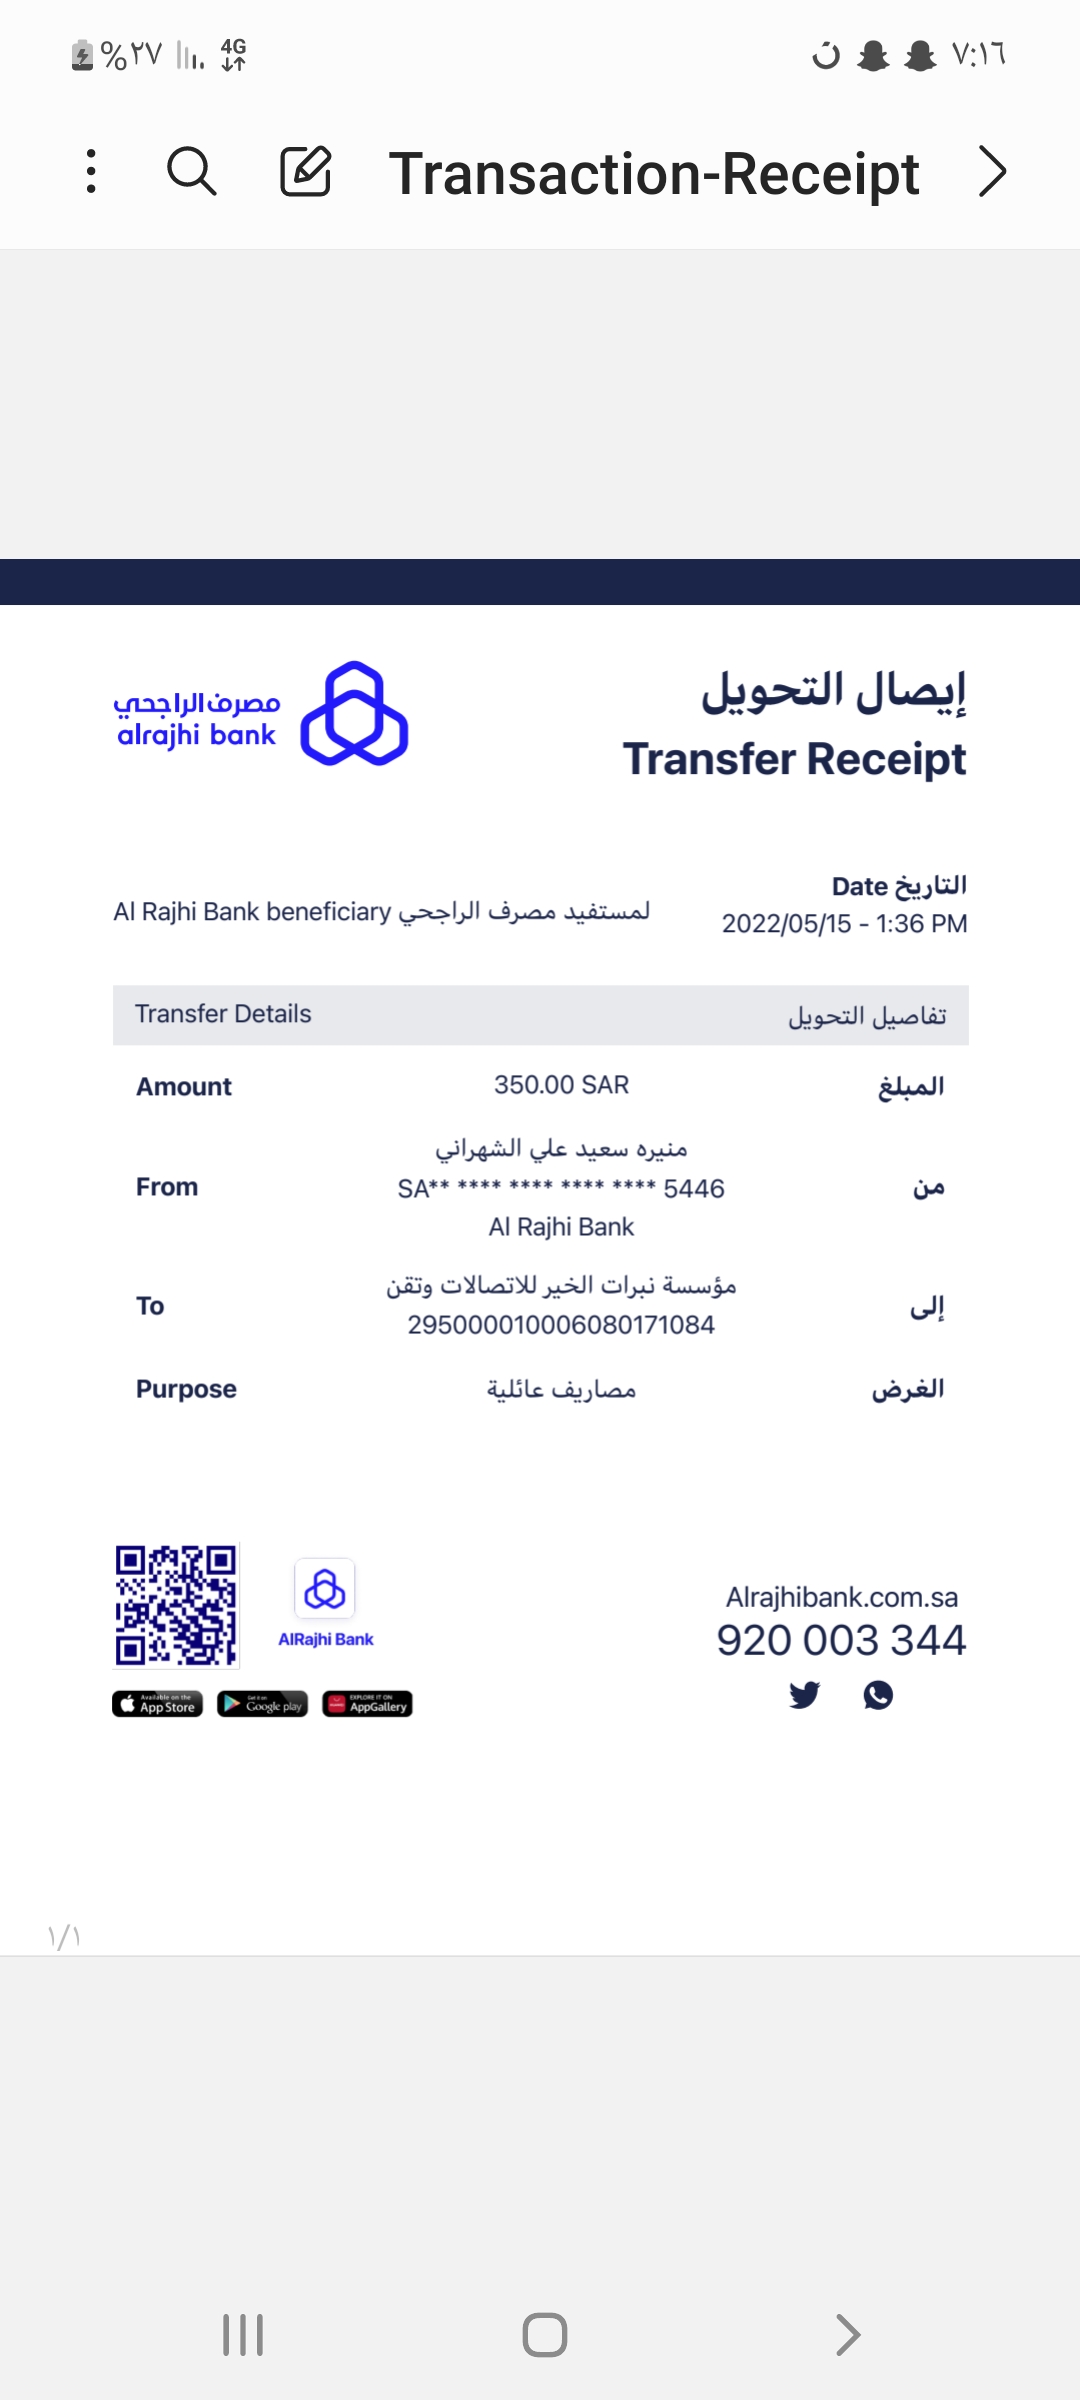 %٢٧ 4G ٧:١٦
Transaction-Receipt
مصرف الراجحي
alrajhi bank
إيصال التحويل
Transfer Receipt
التاريخ Date
2022/05/15 - 1:36 PM
لمستفيد مصرف الراجحي Al Rajhi Bank beneficiary
Transfer Details تفاصيل التحويل
Amount 350.00 SAR المبلغ
منيره سعيد علي الشهراني
From SA** **** **** **** **** 5446 من
Al Rajhi Bank
مؤسسة نبرات الخير للاتصالات وتقن
To 295000010006080171084 إلى
Purpose مصاريف عائلية الغرض
AlRajhi Bank
Available on the App Store
Get it on Google play
EXPLORE IT ON AppGallery
Alrajhibank.com.sa
920 003 344
١/١